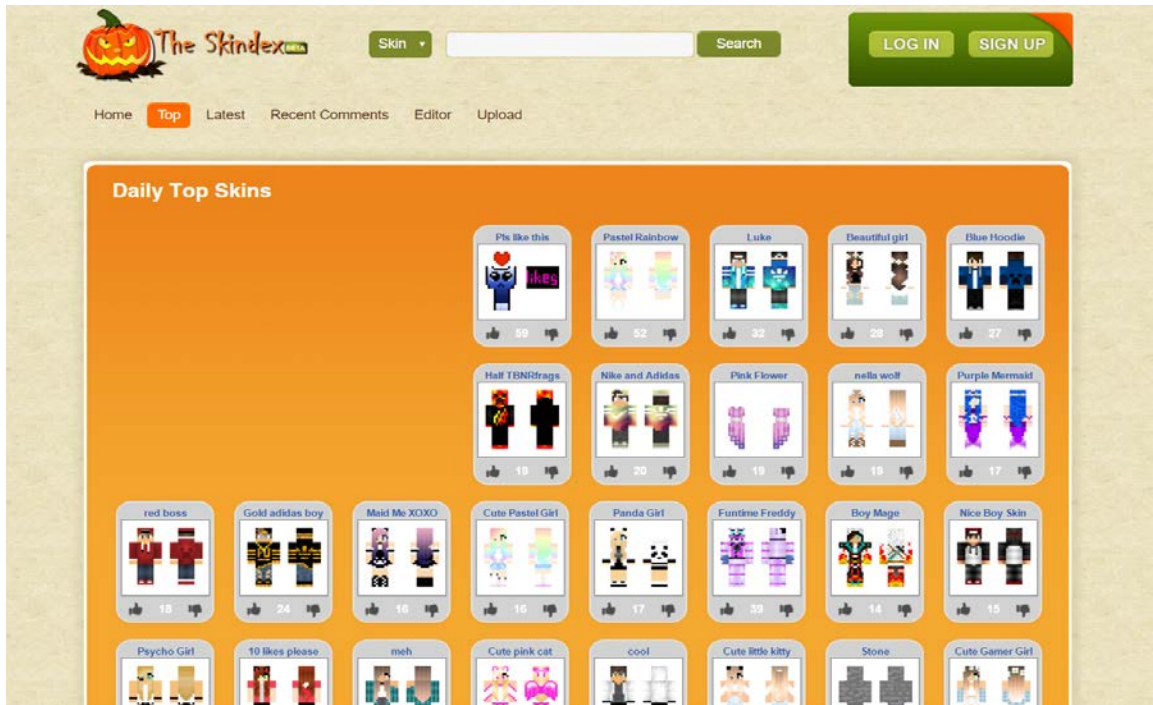 The Skindex BETA
Skin
Search
LOG IN SIGN UP
Home Top Latest Recent Comments Editor Upload
Daily Top Skins
Pls like this Pastel Rainbow Luke Beautiful girl Blue Hoodie
likes
59 52 32 28 27
Half TBNRfrags Nike and Adidas Pink Flower nella wolf Purple Mermaid
19 20 19 19 17
red boss Gold adidas boy Maid Me XOXO Cute Pastel Girl Panda Girl Funtime Freddy Boy Mage Nice Boy Skin
18 24 16 16 17 39 14 15
Psycho Girl 10 likes please meh Cute pink cat cool Cute little kitty Stone Cute Gamer Girl